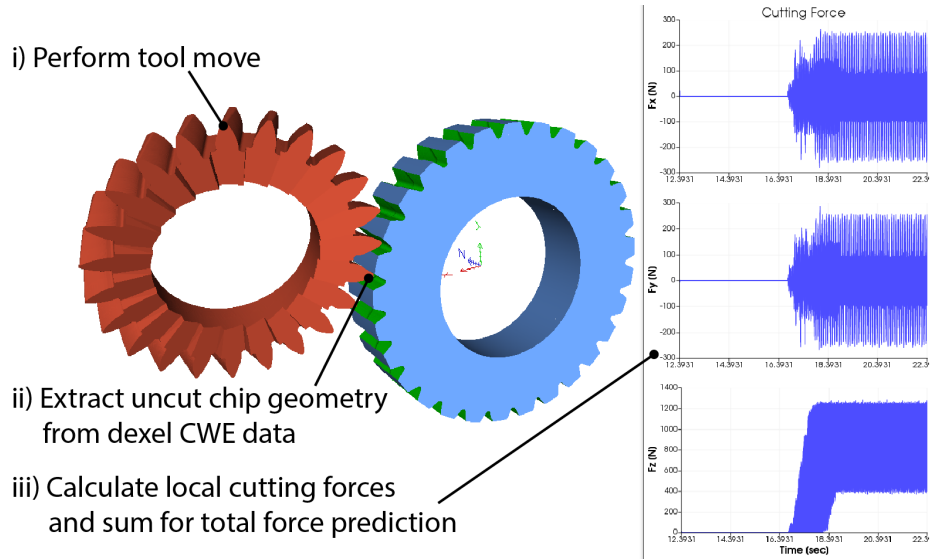 i) Perform tool move
ii) Extract uncut chip geometry
from dexel CWE data
iii) Calculate local cutting forces
and sum for total force prediction
N
Cutting Force
Fx (N)
300
200
100
0
-100
-200
-300
12.3931 14.3931 16.3931 18.3931 20.3931 22.3
Fy (N)
300
200
100
0
-100
-200
-300
12.3931 14.3931 16.3931 18.3931 20.3931 22.3
Fz (N)
1400
1200
1000
800
600
400
200
0
12.3931 14.3931 16.3931 18.3931 20.3931 22.3
Time (sec)